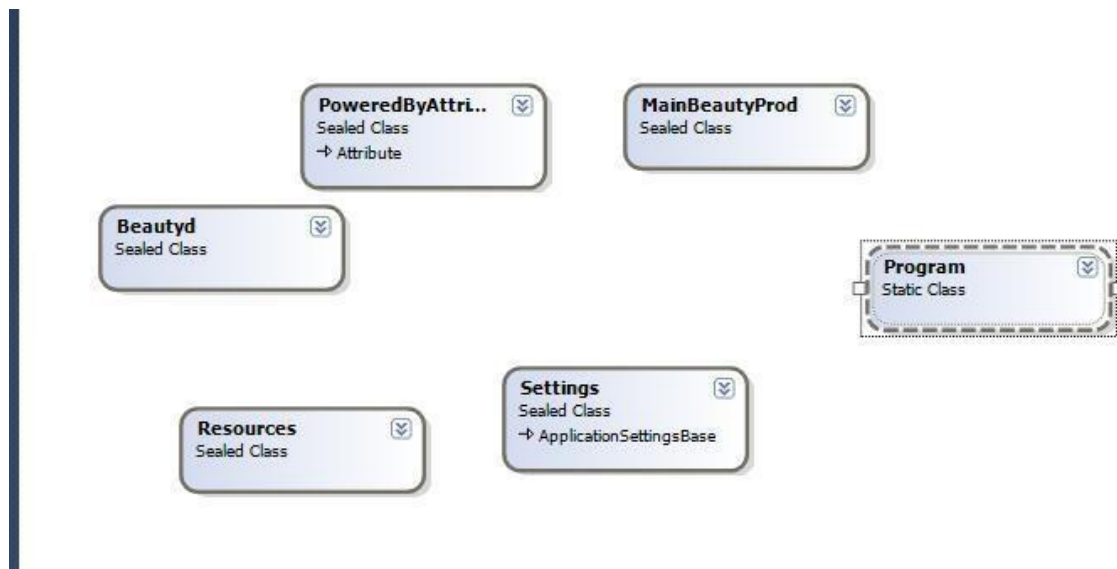 PoweredByAttri...
Sealed Class
Attribute
MainBeautyProd
Sealed Class
Beautyd
Sealed Class
Program
Static Class
Settings
Sealed Class
ApplicationSettingsBase
Resources
Sealed Class